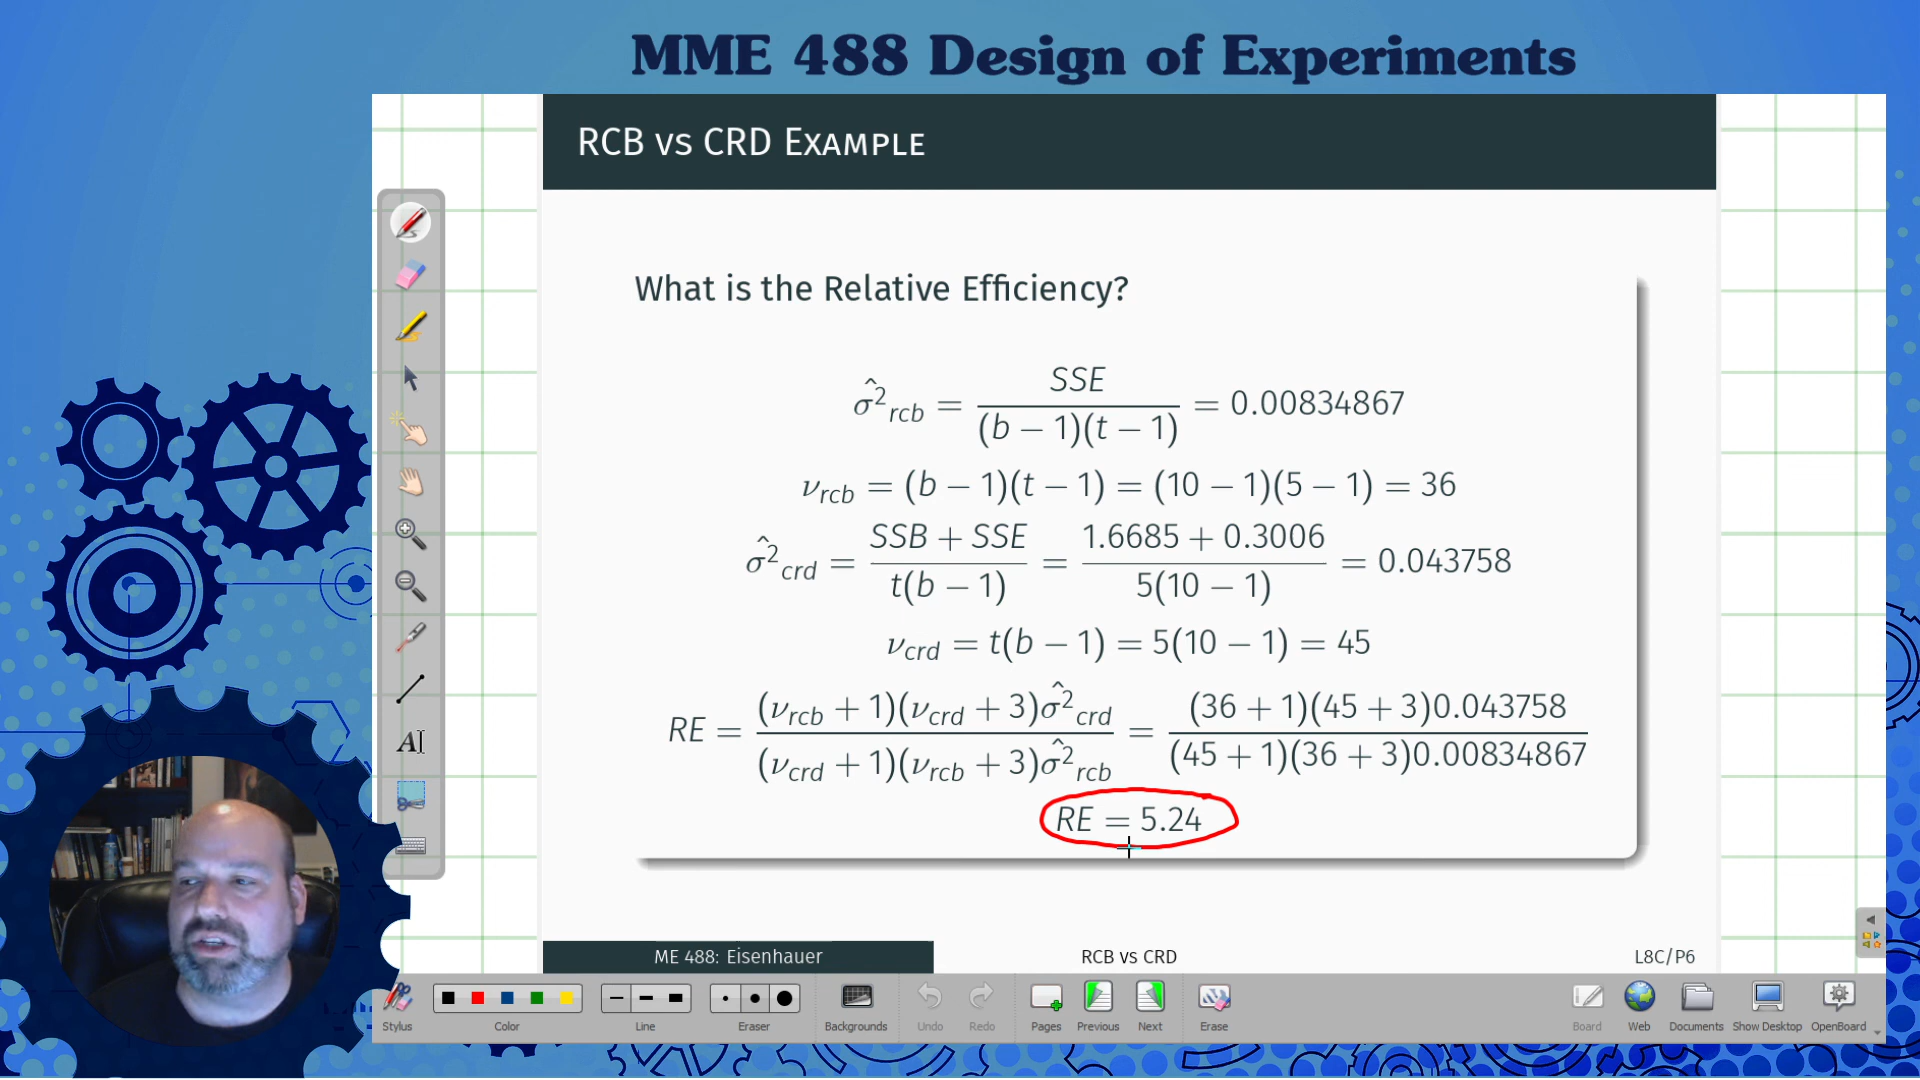 MME 488 Design of Experiments
RCB vs CRD Example
What is the Relative Efficiency?
σ̂²rcb = SSE / (b − 1)(t − 1) = 0.00834867
νrcb = (b − 1)(t − 1) = (10 − 1)(5 − 1) = 36
σ̂²crd = SSB + SSE / t(b − 1) = 1.6685 + 0.3006 / 5(10 − 1) = 0.043758
νcrd = t(b − 1) = 5(10 − 1) = 45
RE = (νrcb + 1)(νcrd + 3)σ̂²crd / (νcrd + 1)(νrcb + 3)σ̂²rcb = (36 + 1)(45 + 3)0.043758 / (45 + 1)(36 + 3)0.00834867
RE = 5.24
ME 488: Eisenhauer RCB vs CRD L8C/P6
Stylus Color Line Eraser Backgrounds Undo Redo Pages Previous Next Erase Board Web Documents Show Desktop OpenBoard